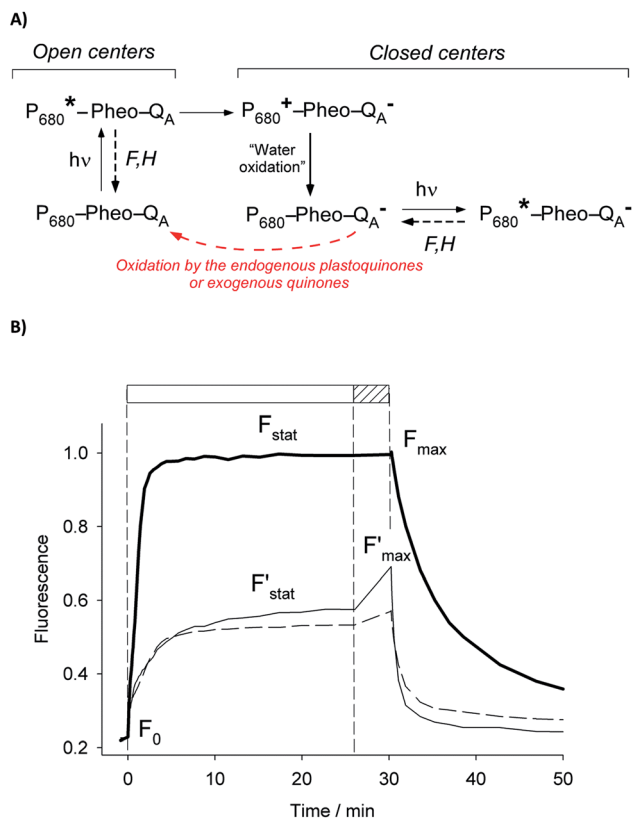 A)
Open centers
Closed centers
P680*–Pheo–QA
P680+–Pheo–QA-
hν
F,H
“Water
oxidation”
hν
P680–Pheo–QA
P680–Pheo–QA-
P680*–Pheo–QA-
F,H
Oxidation by the endogenous plastoquinones
or exogenous quinones
B)
Fstat
Fmax
1.0
0.8
F'max
F'stat
0.6
Fluorescence
0.4
F0
0.2
0 10 20 30 40 50
Time / min